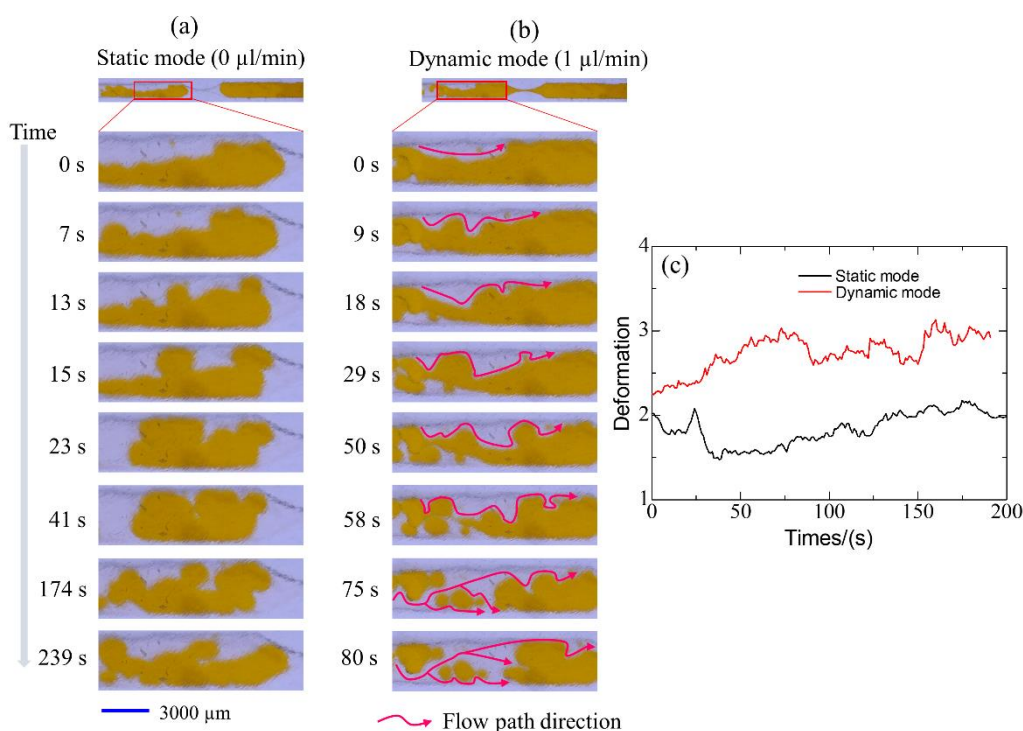 (a)
Static mode (0 µl/min)
(b)
Dynamic mode (1 µl/min)
Time
0 s
7 s
13 s
15 s
23 s
41 s
174 s
239 s
3000 µm
0 s
9 s
18 s
29 s
50 s
58 s
75 s
80 s
Flow path direction
(c)
Static mode
Dynamic mode
Deformation
4
3
2
1
0 50 100 150 200
Times/(s)